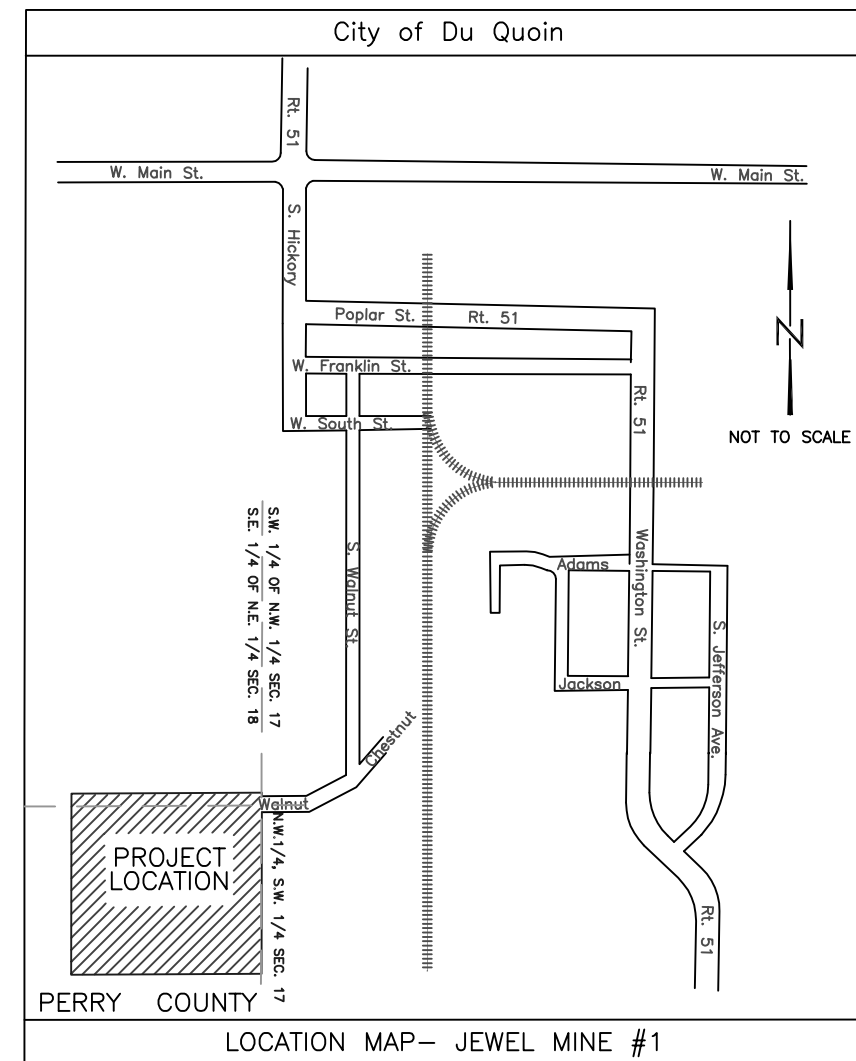 City of Du Quoin
Rt. 51
W. Main St.
W. Main St.
S. Hickory
Poplar St.
Rt. 51
W. Franklin St.
Rt. 51
W. South St.
N
NOT TO SCALE
S.W. 1/4 OF N.W. 1/4 SEC. 17
S.E. 1/4 OF N.E. 1/4 SEC. 18
S. Walnut St.
Washington St.
Adams
S. Jefferson Ave.
Jackson
Chestnut
Walnut
N.W.1/4, S.W. 1/4 SEC. 17
PROJECT
LOCATION
Rt. 51
PERRY COUNTY
LOCATION MAP– JEWEL MINE #1